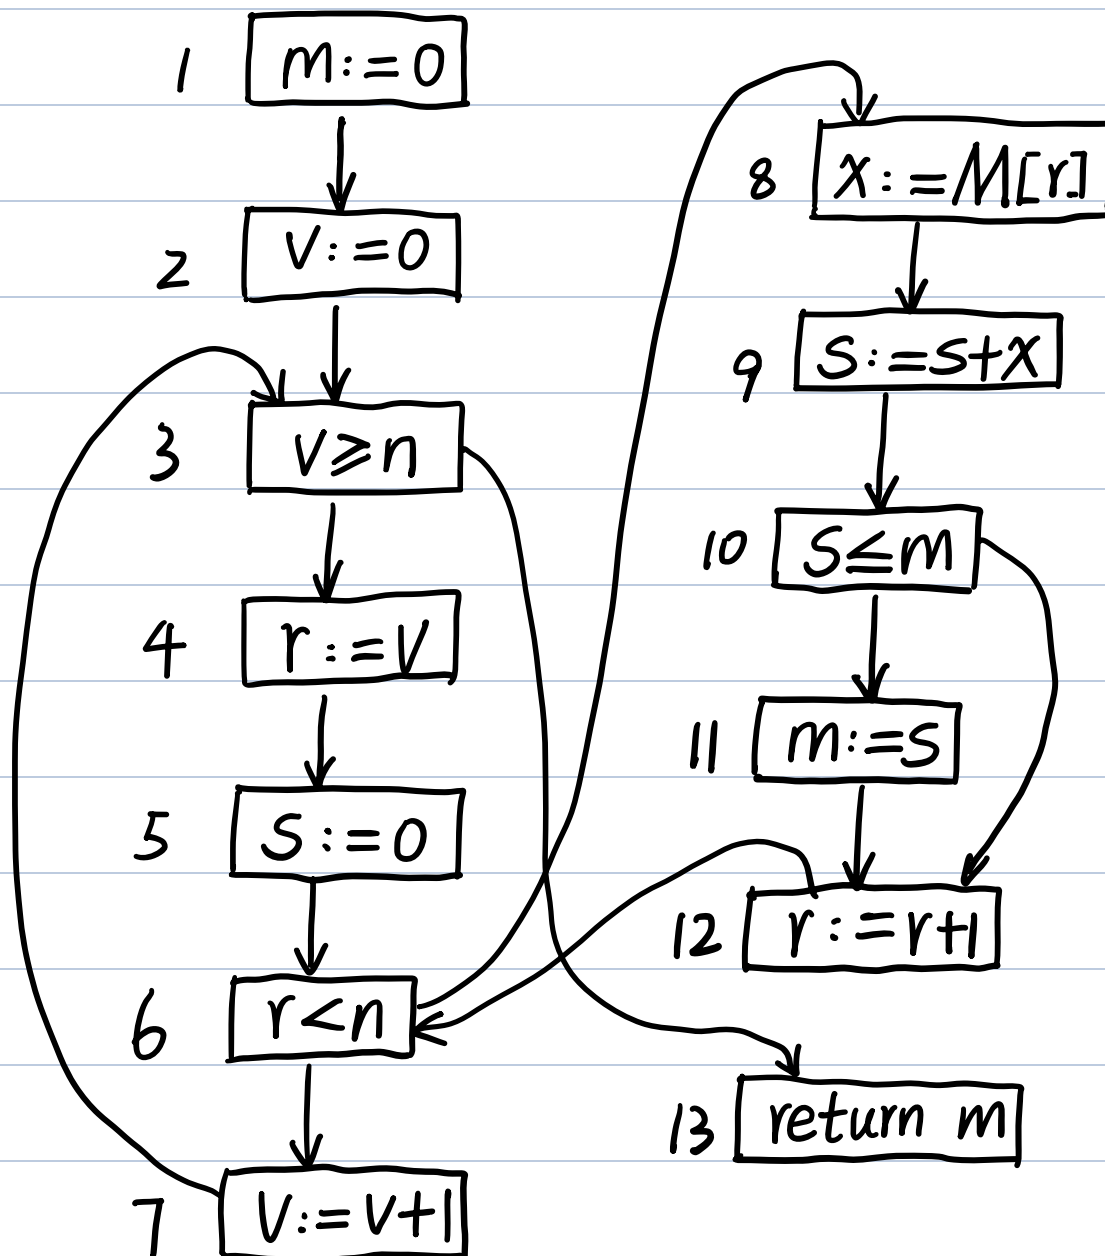 1 m:=0
2 v:=0
3 v⩾n
4 r:=v
5 s:=0
6 r<n
7 v:=v+1
8 x:=M[r]
9 s:=s+x
10 s≤m
11 m:=s
12 r:=r+1
13 return m